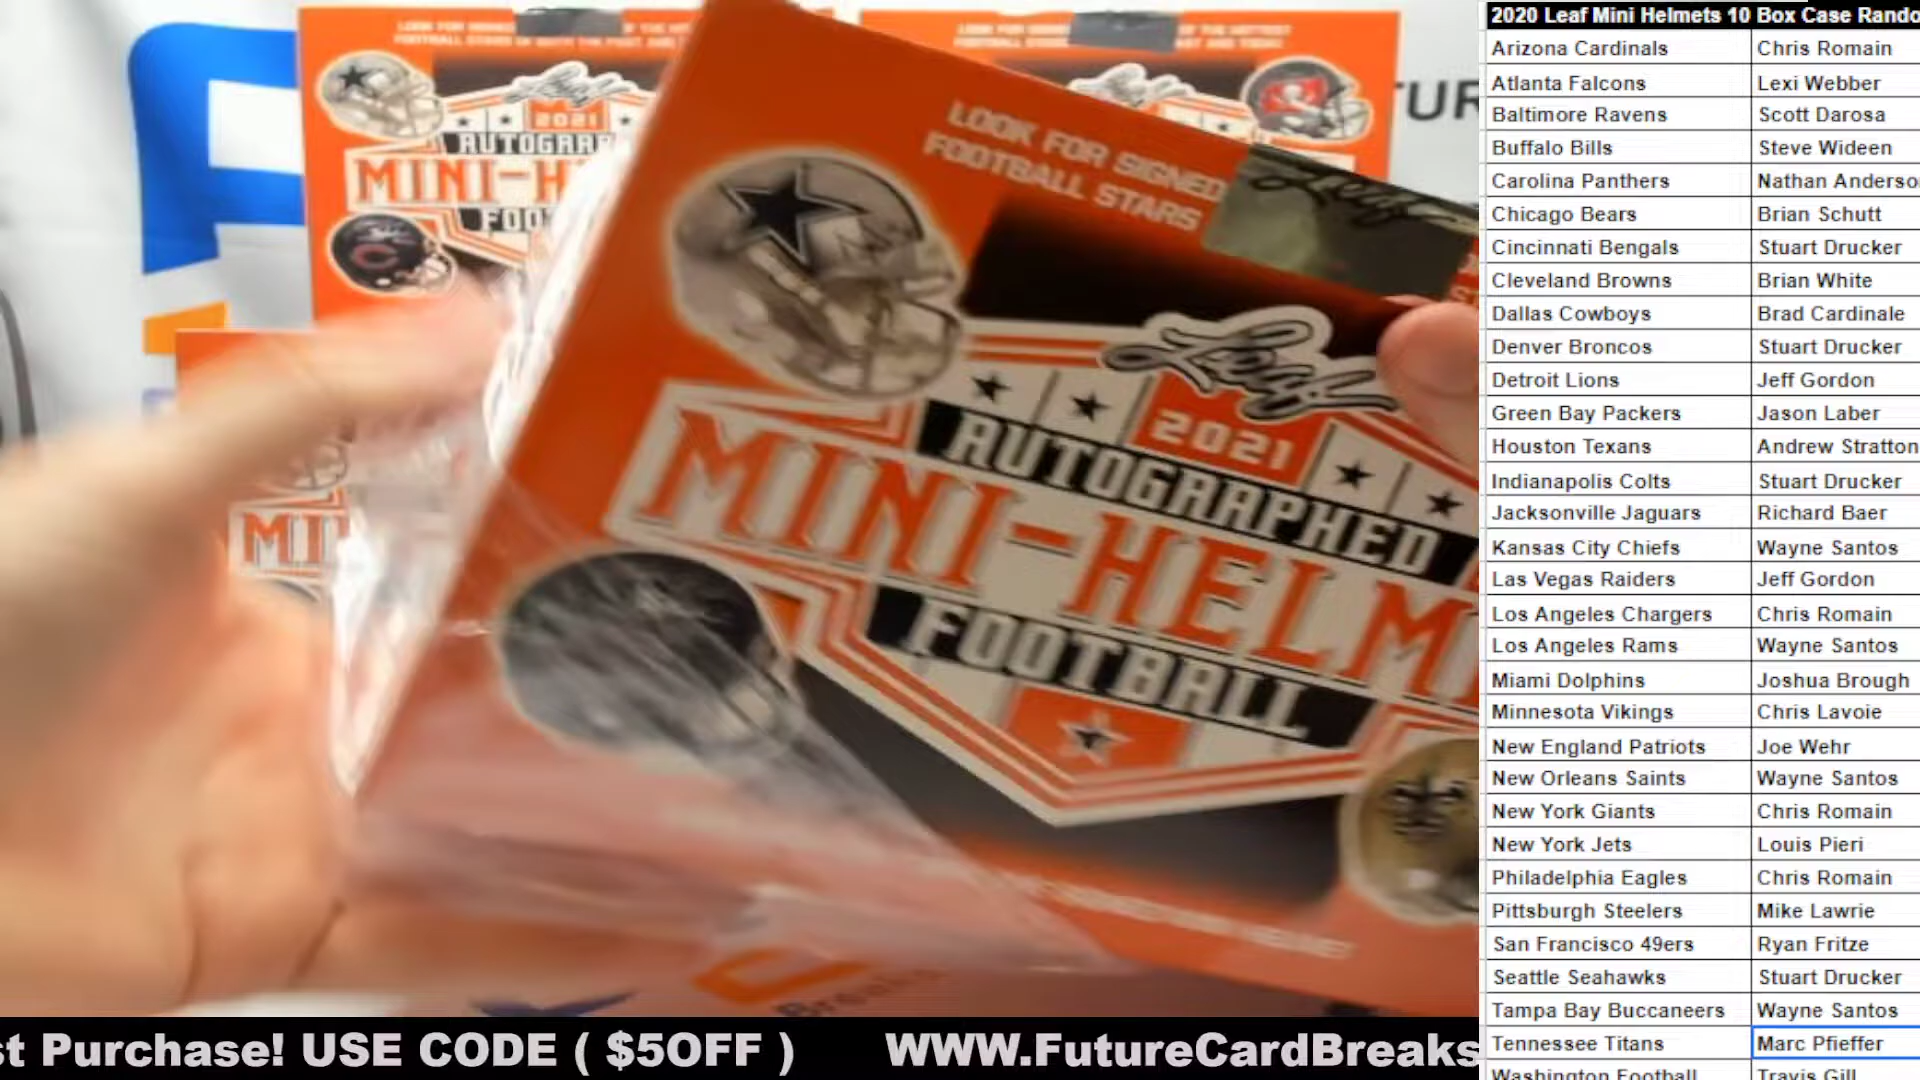 2020 Leaf Mini Helmets 10 Box Case Rando
Arizona Cardinals Chris Romain
Atlanta Falcons Lexi Webber
Baltimore Ravens Scott Darosa
Buffalo Bills Steve Wideen
Carolina Panthers Nathan Anderso
Chicago Bears Brian Schutt
Cincinnati Bengals Stuart Drucker
Cleveland Browns Brian White
Dallas Cowboys Brad Cardinale
Denver Broncos Stuart Drucker
Detroit Lions Jeff Gordon
Green Bay Packers Jason Laber
Houston Texans Andrew Stratton
Indianapolis Colts Stuart Drucker
Jacksonville Jaguars Richard Baer
Kansas City Chiefs Wayne Santos
Las Vegas Raiders Jeff Gordon
Los Angeles Chargers Chris Romain
Los Angeles Rams Wayne Santos
Miami Dolphins Joshua Brough
Minnesota Vikings Chris Lavoie
New England Patriots Joe Wehr
New Orleans Saints Wayne Santos
New York Giants Chris Romain
New York Jets Louis Pieri
Philadelphia Eagles Chris Romain
Pittsburgh Steelers Mike Lawrie
San Francisco 49ers Ryan Fritze
Seattle Seahawks Stuart Drucker
Tampa Bay Buccaneers Wayne Santos
Tennessee Titans Marc Pfieffer
Washington Football Travis Gill
LOOK FOR SIGNED
FOOTBALL STARS
Leaf
2021
AUTOGRAPHED
MINI-HELM
FOOTBALL
Leaf
2021
AUTOGRAP
MINI-H
FOO
Leaf
MINI
TUR
st Purchase! USE CODE ( $5OFF ) WWW.FutureCardBreaks